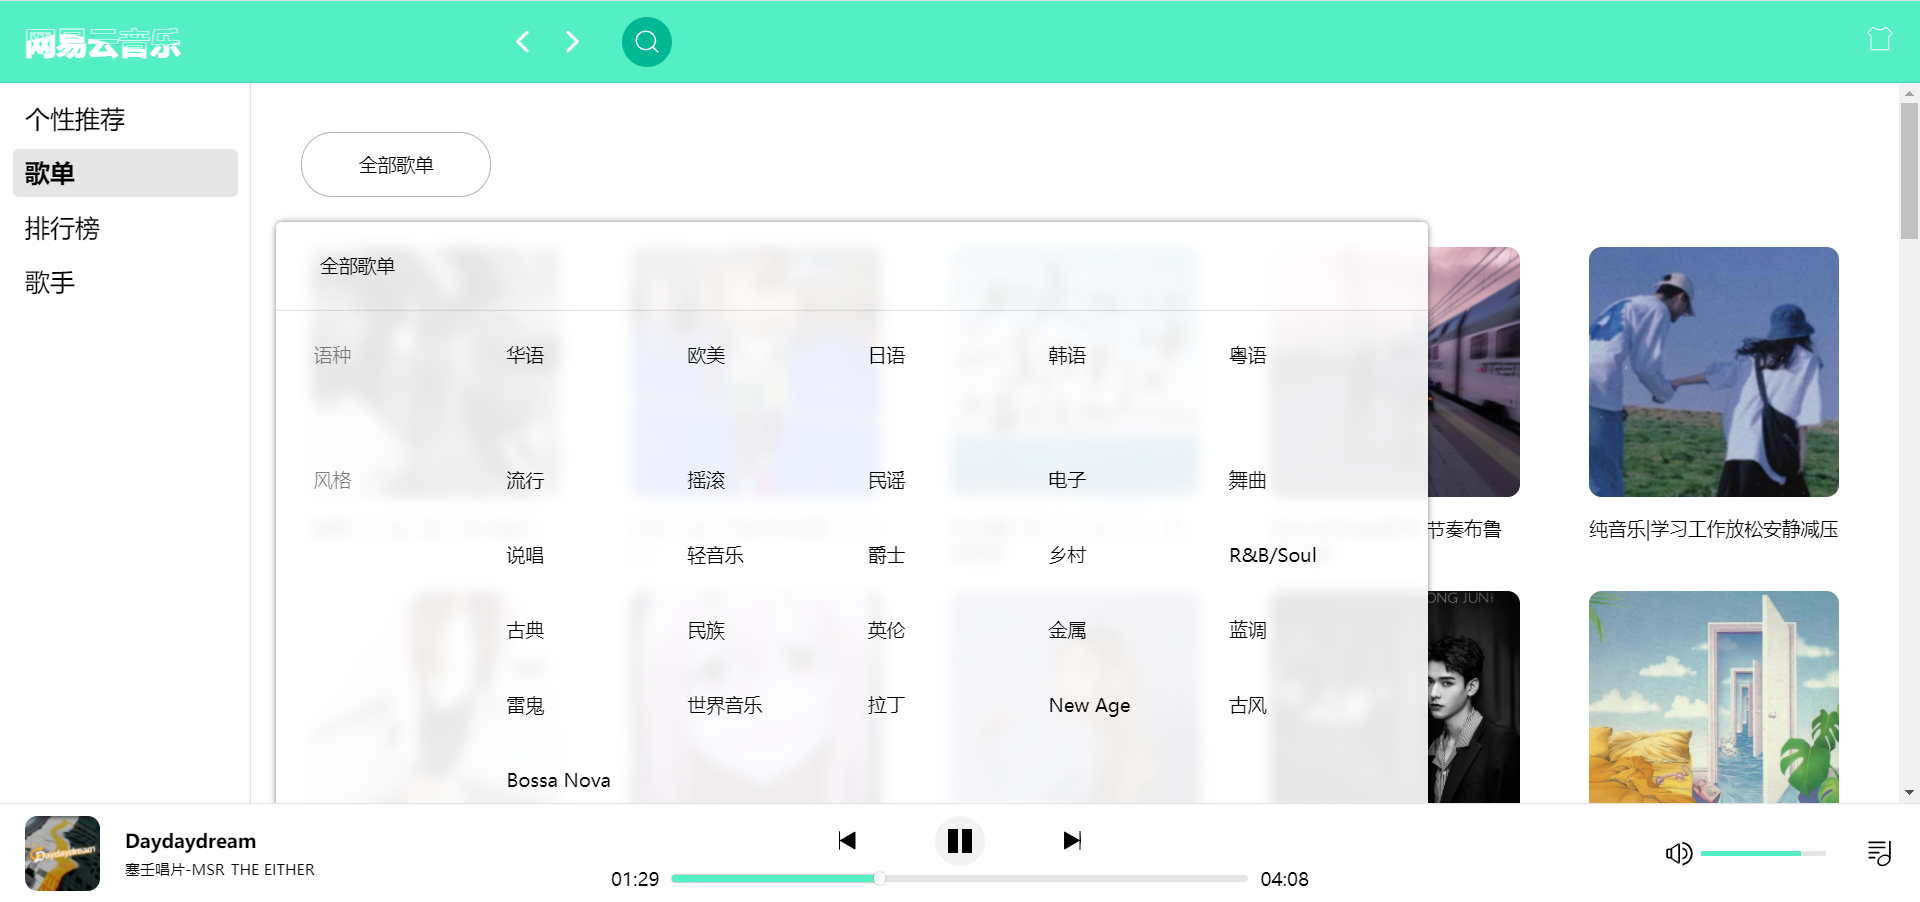 网易云音乐
个性推荐
歌单
排行榜
歌手
全部歌单
全部歌单
语种 华语 欧美 日语 韩语 粤语
风格 流行 摇滚 民谣 电子 舞曲
说唱 轻音乐 爵士 乡村 R&B/Soul
古典 民族 英伦 金属 蓝调
雷鬼 世界音乐 拉丁 New Age 古风
Bossa Nova
节奏布鲁
纯音乐|学习工作放松安静减压
ONG JUN
Daydaydream
Daydaydream
塞壬唱片-MSR THE EITHER
01:29
04:08